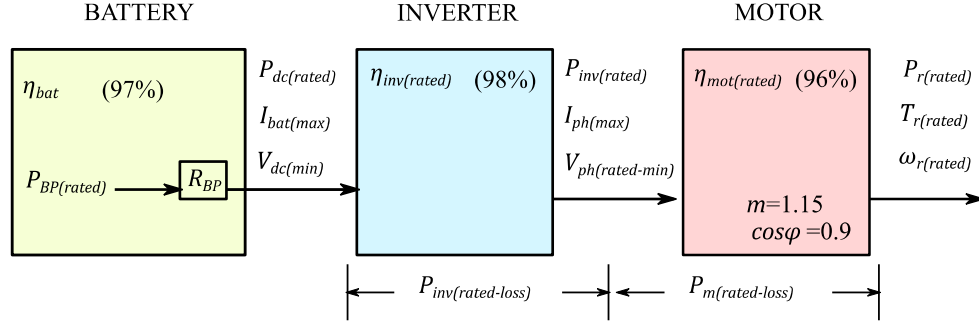 BATTERY
INVERTER
MOTOR
η_bat (97%)
P_BP(rated)
R_BP
P_dc(rated)
I_bat(max)
V_dc(min)
η_inv(rated) (98%)
P_inv(rated)
I_ph(max)
V_ph(rated-min)
η_mot(rated) (96%)
m=1.15
cosφ =0.9
P_r(rated)
T_r(rated)
ω_r(rated)
P_inv(rated-loss)
P_m(rated-loss)